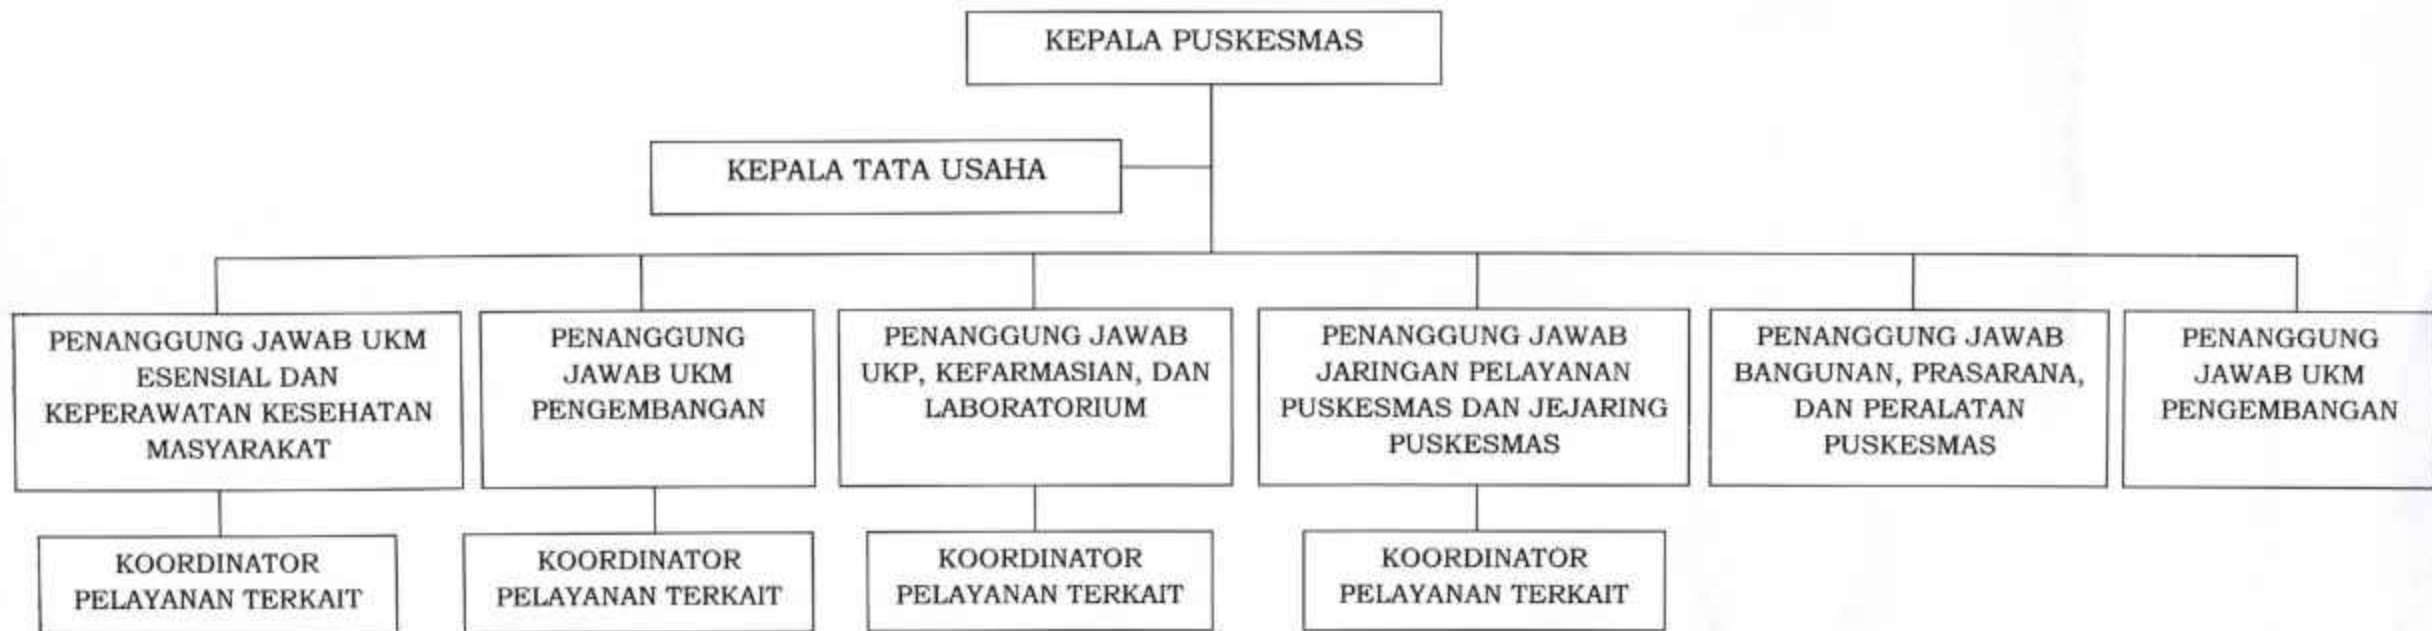 KEPALA PUSKESMAS
KEPALA TATA USAHA
PENANGGUNG JAWAB UKM
ESENSIAL DAN
KEPERAWATAN KESEHATAN
MASYARAKAT
PENANGGUNG
JAWAB UKM
PENGEMBANGAN
PENANGGUNG JAWAB
UKP, KEFARMASIAN, DAN
LABORATORIUM
PENANGGUNG JAWAB
JARINGAN PELAYANAN
PUSKESMAS DAN JEJARING
PUSKESMAS
PENANGGUNG JAWAB
BANGUNAN, PRASARANA,
DAN PERALATAN
PUSKESMAS
PENANGGUNG
JAWAB UKM
PENGEMBANGAN
KOORDINATOR
PELAYANAN TERKAIT
KOORDINATOR
PELAYANAN TERKAIT
KOORDINATOR
PELAYANAN TERKAIT
KOORDINATOR
PELAYANAN TERKAIT